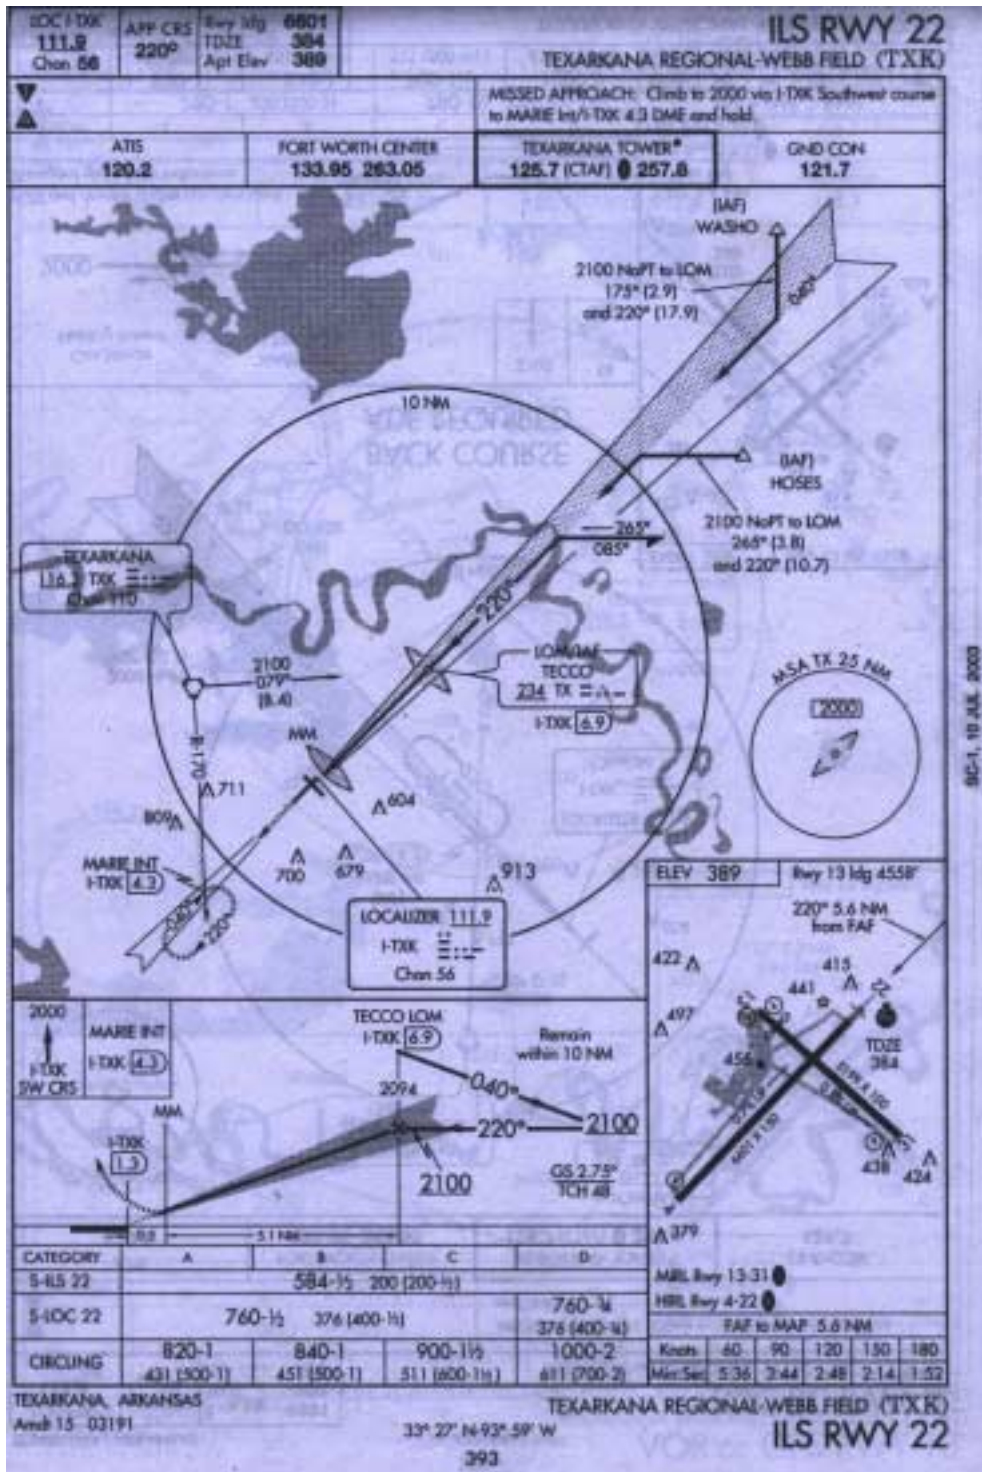 LOC I-TXK
111.9
Chan 56
APP CRS
220°
Rwy ldg 6601
TDZE 384
Apt Elev 389
ILS RWY 22
TEXARKANA REGIONAL-WEBB FIELD (TXK)
MISSED APPROACH: Climb to 2000 via I-TXK Southwest course
to MARIE Int/I-TXK 4.3 DME and hold.
ATIS
120.2
FORT WORTH CENTER
133.95 263.05
TEXARKANA TOWER*
125.7 (CTAF) 257.8
GND CON
121.7
(IAF)
WASHO
2100 NoPT to LOM
175° (2.9)
and 220° (17.9)
040°
10 NM
(IAF)
HOSES
2100 NoPT to LOM
265° (3.8)
and 220° (10.7)
265°
085°
220°
TEXARKANA
TXK
Chan 110
LOM/IAF
TECCO
234 TX
I-TXK 6.9
2100
079°
(8.4)
MM
R-170
711
809
604
MARIE INT
I-TXK 4.3
700
679
913
040°
220°
LOCALIZER 111.9
I-TXK
Chan 56
MSA TX 25 NM
2000
SC-1, 10 JUL 2003
ELEV 389
Rwy 13 ldg 4558'
220° 5.6 NM
from FAF
422
415
441
497
TDZE
384
456
6601 X 150
438
424
379
MIRL Rwy 13-31
HIRL Rwy 4-22
FAF to MAP 5.6 NM
Knots 60 90 120 150 180
Min:Sec 5:36 3:44 2:48 2:14 1:52
2000
I-TXK
SW CRS
MARIE INT
I-TXK 4.3
TECCO LOM
I-TXK 6.9
Remain
within 10 NM
2094
040°
MM
220°
2100
I-TXK
1.3
2100
GS 2.75°
TCH 48
0.5
5.1 NM
CATEGORY A B C D
S-ILS 22 584-½ 200 (200-½)
S-LOC 22 760-½ 376 (400-½) 760-¾ 376 (400-¾)
CIRCLING 820-1 431 (500-1) 840-1 451 (500-1) 900-1½ 511 (600-1½) 1000-2 611 (700-2)
TEXARKANA, ARKANSAS
Amdt 15 03191
33° 27' N-93° 59' W
393
TEXARKANA REGIONAL-WEBB FIELD (TXK)
ILS RWY 22